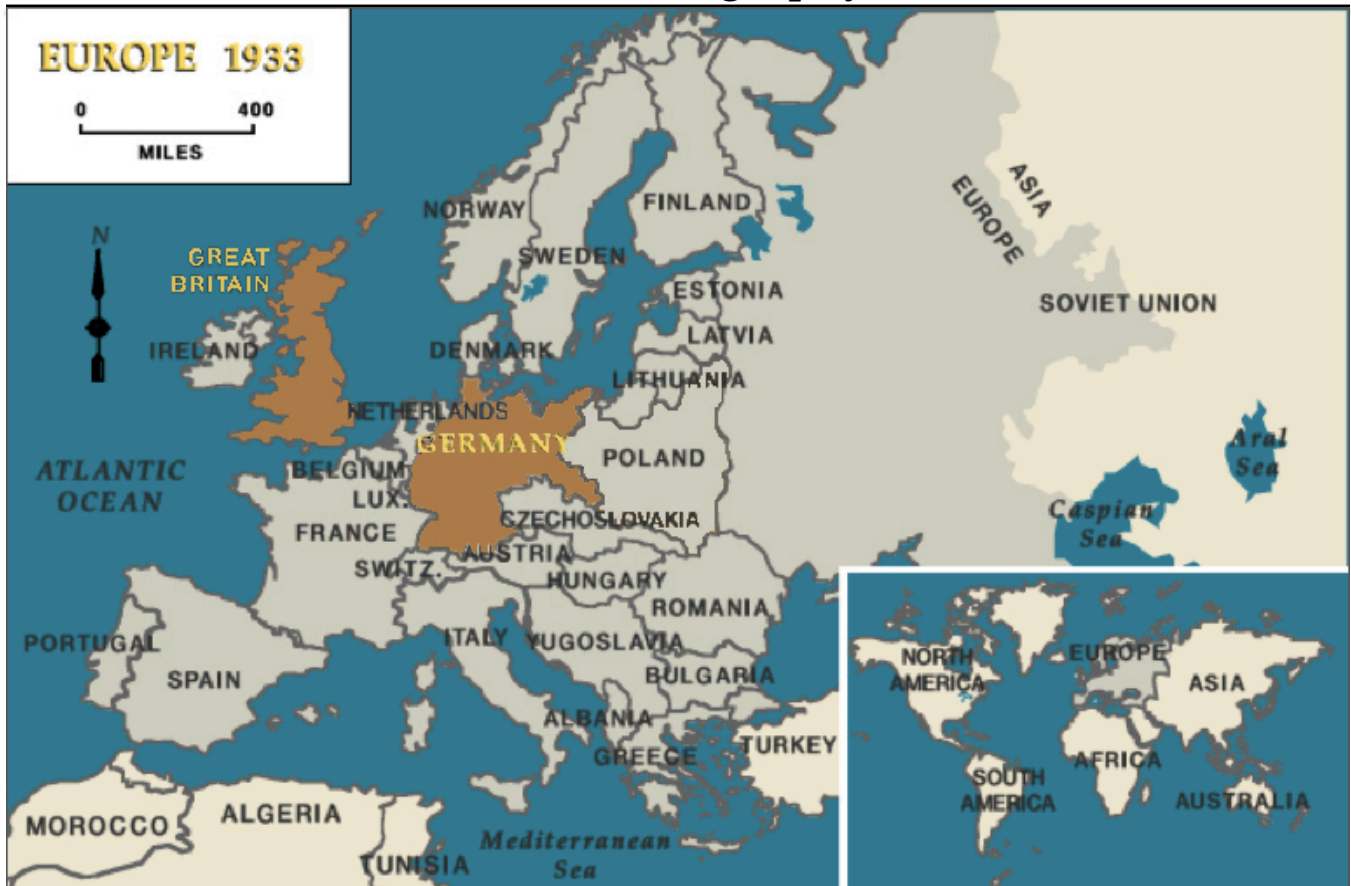 EUROPE 1933
0 400
MILES
N
NORWAY
FINLAND
ASIA
EUROPE
GREAT
BRITAIN
SWEDEN
ESTONIA
SOVIET UNION
IRELAND
DENMARK
LATVIA
LITHUANIA
NETHERLANDS
GERMANY
POLAND
Aral
Sea
ATLANTIC
OCEAN
BELGIUM
LUX.
CZECHOSLOVAKIA
Caspian
Sea
FRANCE
AUSTRIA
SWITZ.
HUNGARY
ROMANIA
PORTUGAL
ITALY
YUGOSLAVIA
SPAIN
BULGARIA
ALBANIA
GREECE
TURKEY
MOROCCO
ALGERIA
TUNISIA
Mediterranean
Sea
NORTH
AMERICA
EUROPE
ASIA
AFRICA
SOUTH
AMERICA
AUSTRALIA